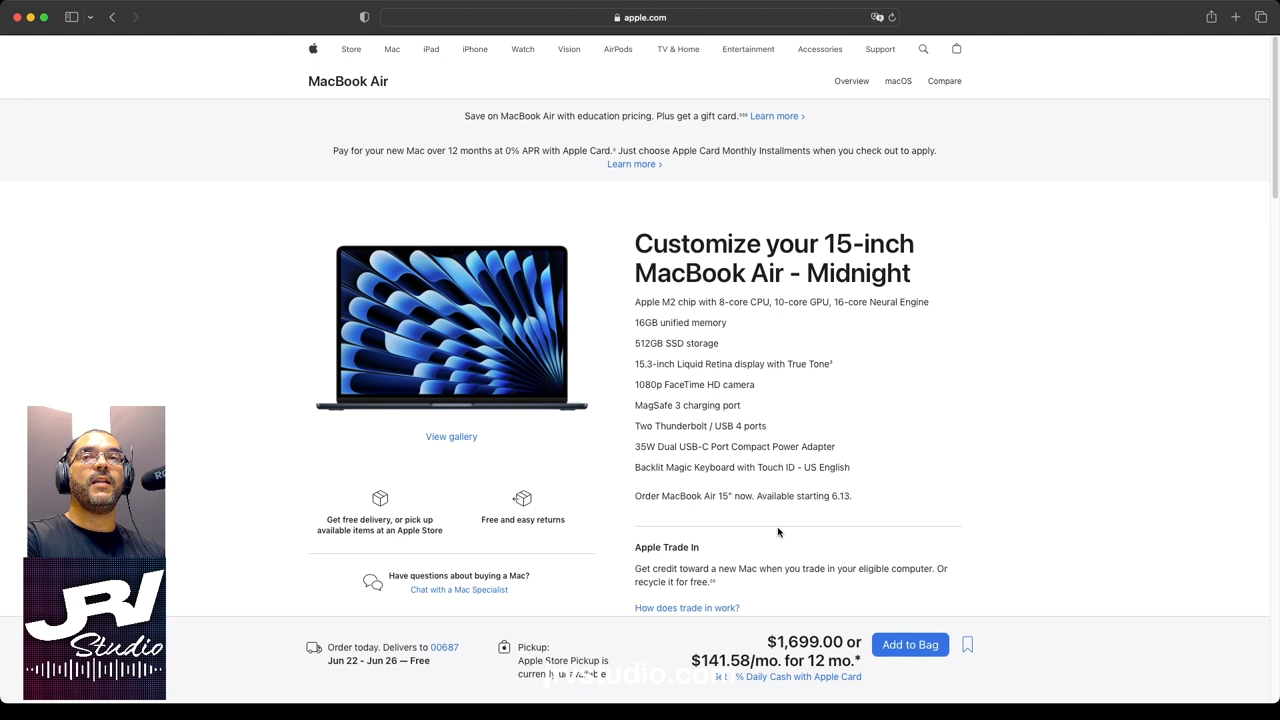 apple.com
Store Mac iPad iPhone Watch Vision AirPods TV & Home Entertainment Accessories Support
MacBook Air
Overview macOS Compare
Save on MacBook Air with education pricing. Plus get a gift card.◊◊◊ Learn more >
Pay for your new Mac over 12 months at 0% APR with Apple Card.◊ Just choose Apple Card Monthly Installments when you check out to apply.
Learn more >
Customize your 15-inch
MacBook Air - Midnight
Apple M2 chip with 8-core CPU, 10-core GPU, 16-core Neural Engine
16GB unified memory
512GB SSD storage
15.3-inch Liquid Retina display with True Tone³
1080p FaceTime HD camera
MagSafe 3 charging port
Two Thunderbolt / USB 4 ports
35W Dual USB-C Port Compact Power Adapter
Backlit Magic Keyboard with Touch ID - US English
Order MacBook Air 15″ now. Available starting 6.13.
View gallery
Get free delivery, or pick up
available items at an Apple Store
Free and easy returns
Have questions about buying a Mac?
Chat with a Mac Specialist
Apple Trade In
Get credit toward a new Mac when you trade in your eligible computer. Or
recycle it for free.◊◊
How does trade in work?
JRV
Studio
Order today. Delivers to 00687
Jun 22 - Jun 26 — Free
Pickup:
Apple Store Pickup is
currently unavailable
$1,699.00 or
$141.58/mo. for 12 mo.*
% Daily Cash with Apple Card
Add to Bag